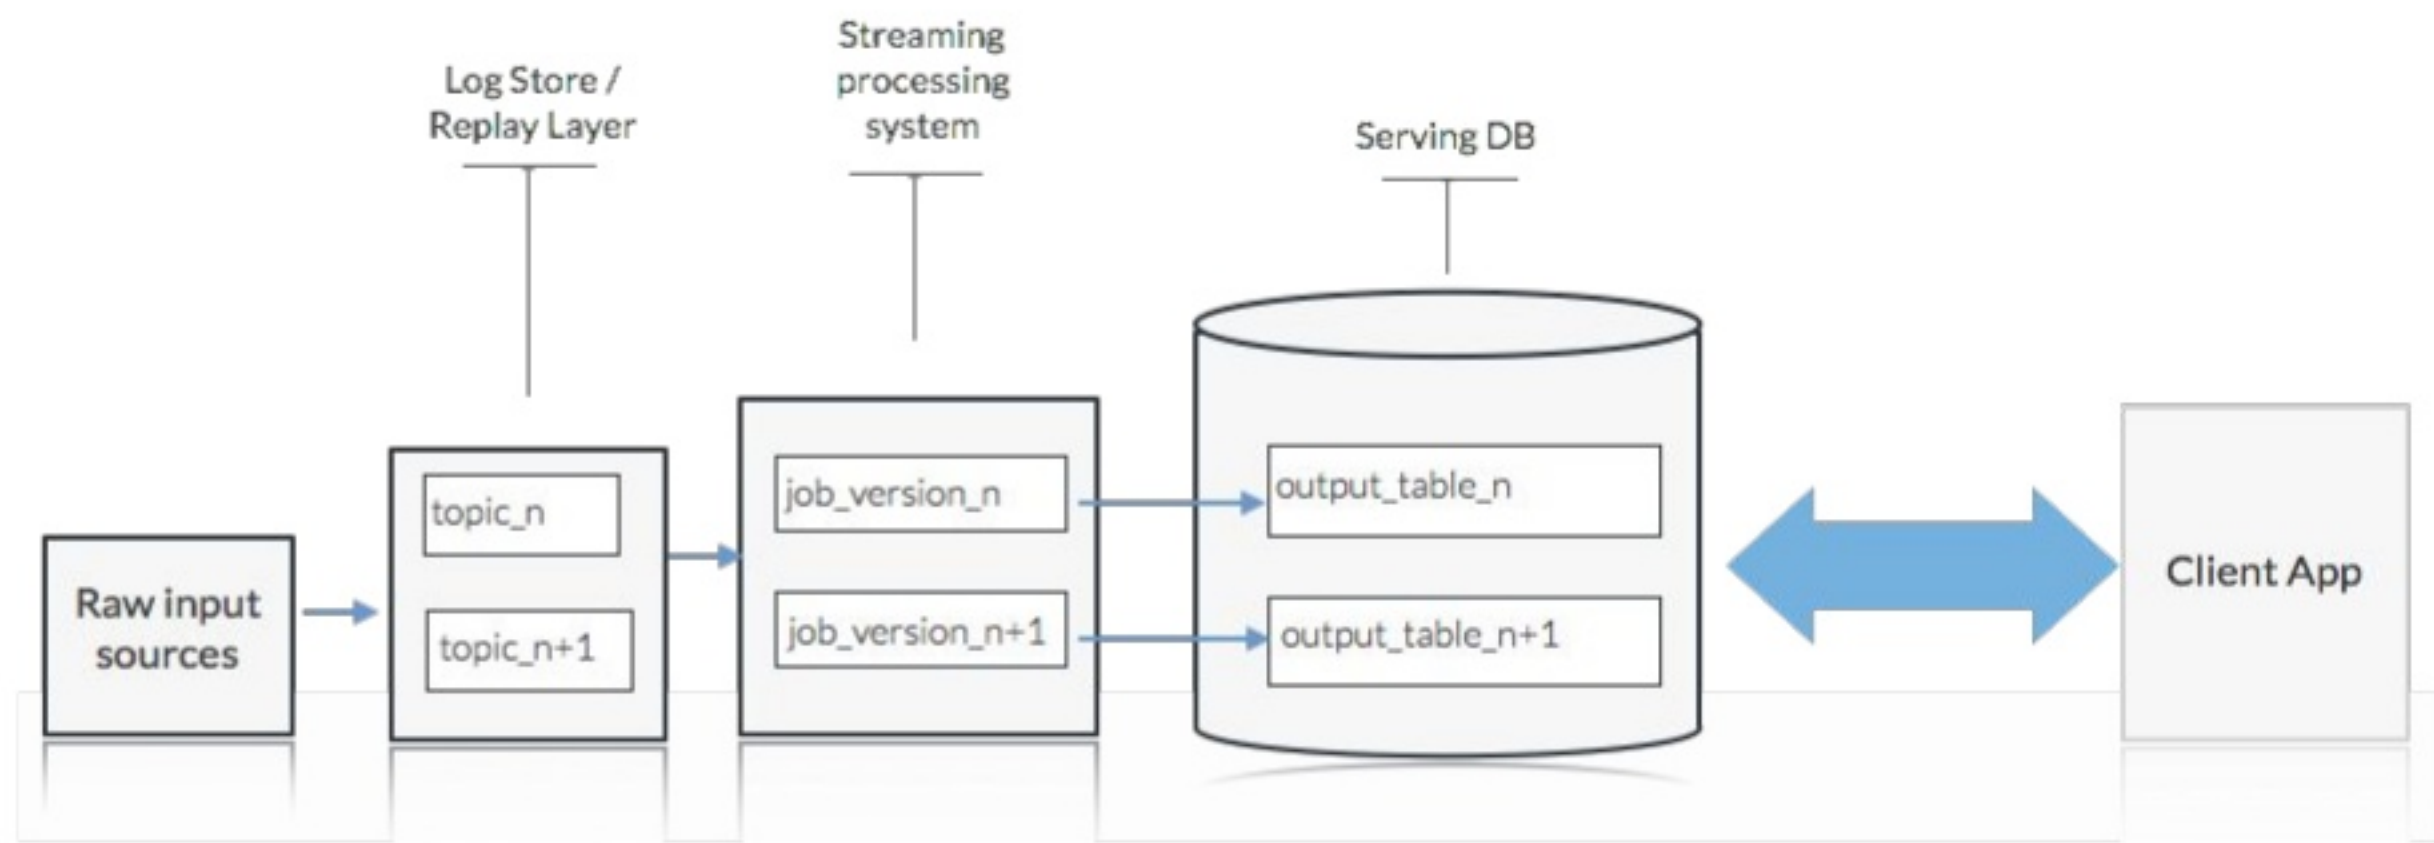 Streaming
processing
system
Log Store /
Replay Layer
Serving DB
topic_n
job_version_n
output_table_n
Raw input
sources
topic_n+1
job_version_n+1
output_table_n+1
Client App